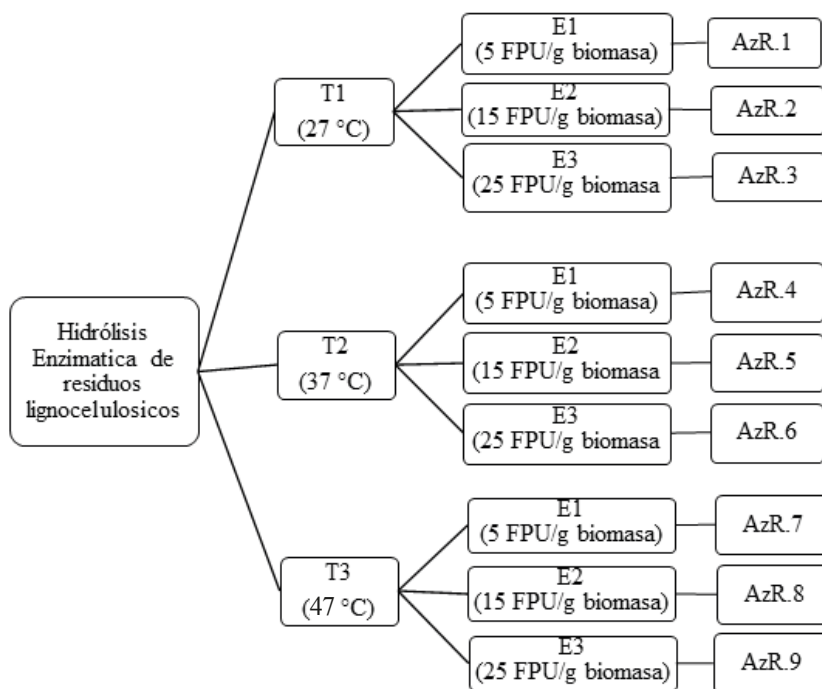 Hidrólisis
Enzimatica de
residuos
lignocelulosicos
T1
(27 °C)
E1
(5 FPU/g biomasa)
AzR.1
E2
(15 FPU/g biomasa)
AzR.2
E3
(25 FPU/g biomasa
AzR.3
T2
(37 °C)
E1
(5 FPU/g biomasa)
AzR.4
E2
(15 FPU/g biomasa
AzR.5
E3
(25 FPU/g biomasa
AzR.6
T3
(47 °C)
E1
(5 FPU/g biomasa)
AzR.7
E2
(15 FPU/g biomasa)
AzR.8
E3
(25 FPU/g biomasa)
AzR.9